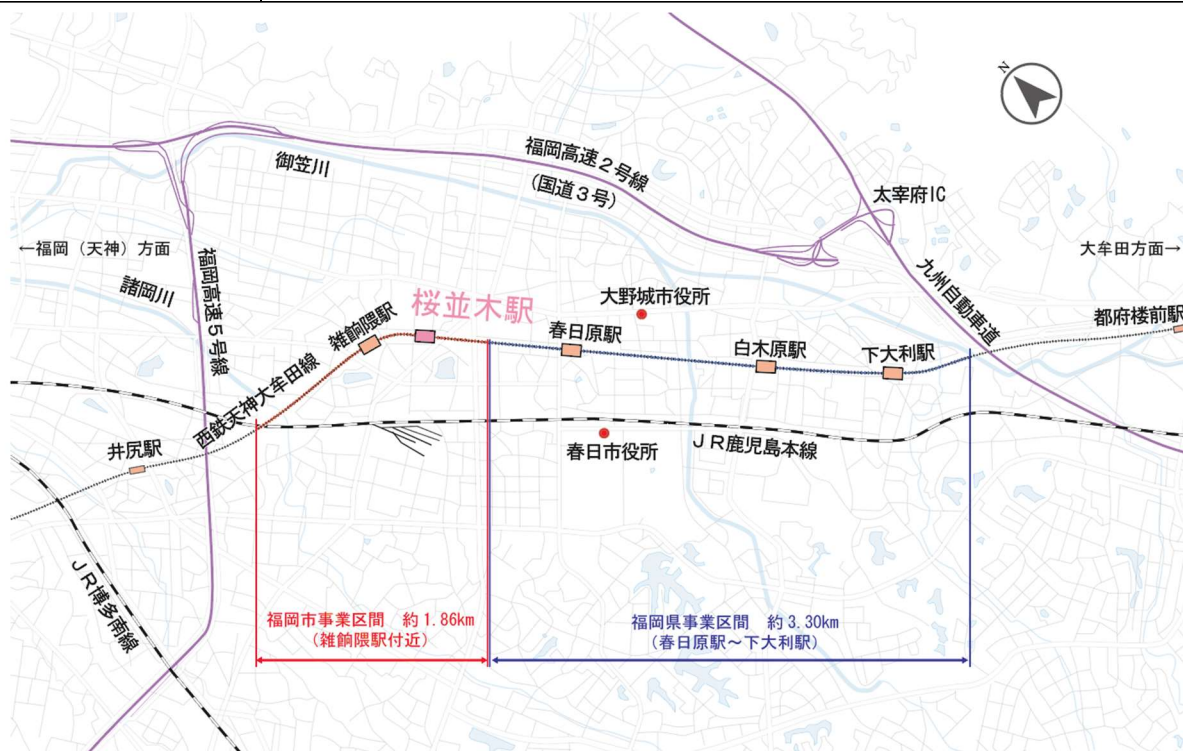 N
福岡高速2号線
(国道3号)
御笠川
太宰府IC
←福岡（天神）方面
大牟田方面→
福岡高速5号線
九州自動車道
諸岡川
桜並木駅
大野城市役所
雑餉隈駅
春日原駅
都府楼前駅
白木原駅
下大利駅
西鉄天神大牟田線
井尻駅
春日市役所
JR鹿児島本線
JR博多南線
福岡市事業区間　約1.86km
(雑餉隈駅付近)
福岡県事業区間　約3.30km
(春日原駅～下大利駅)